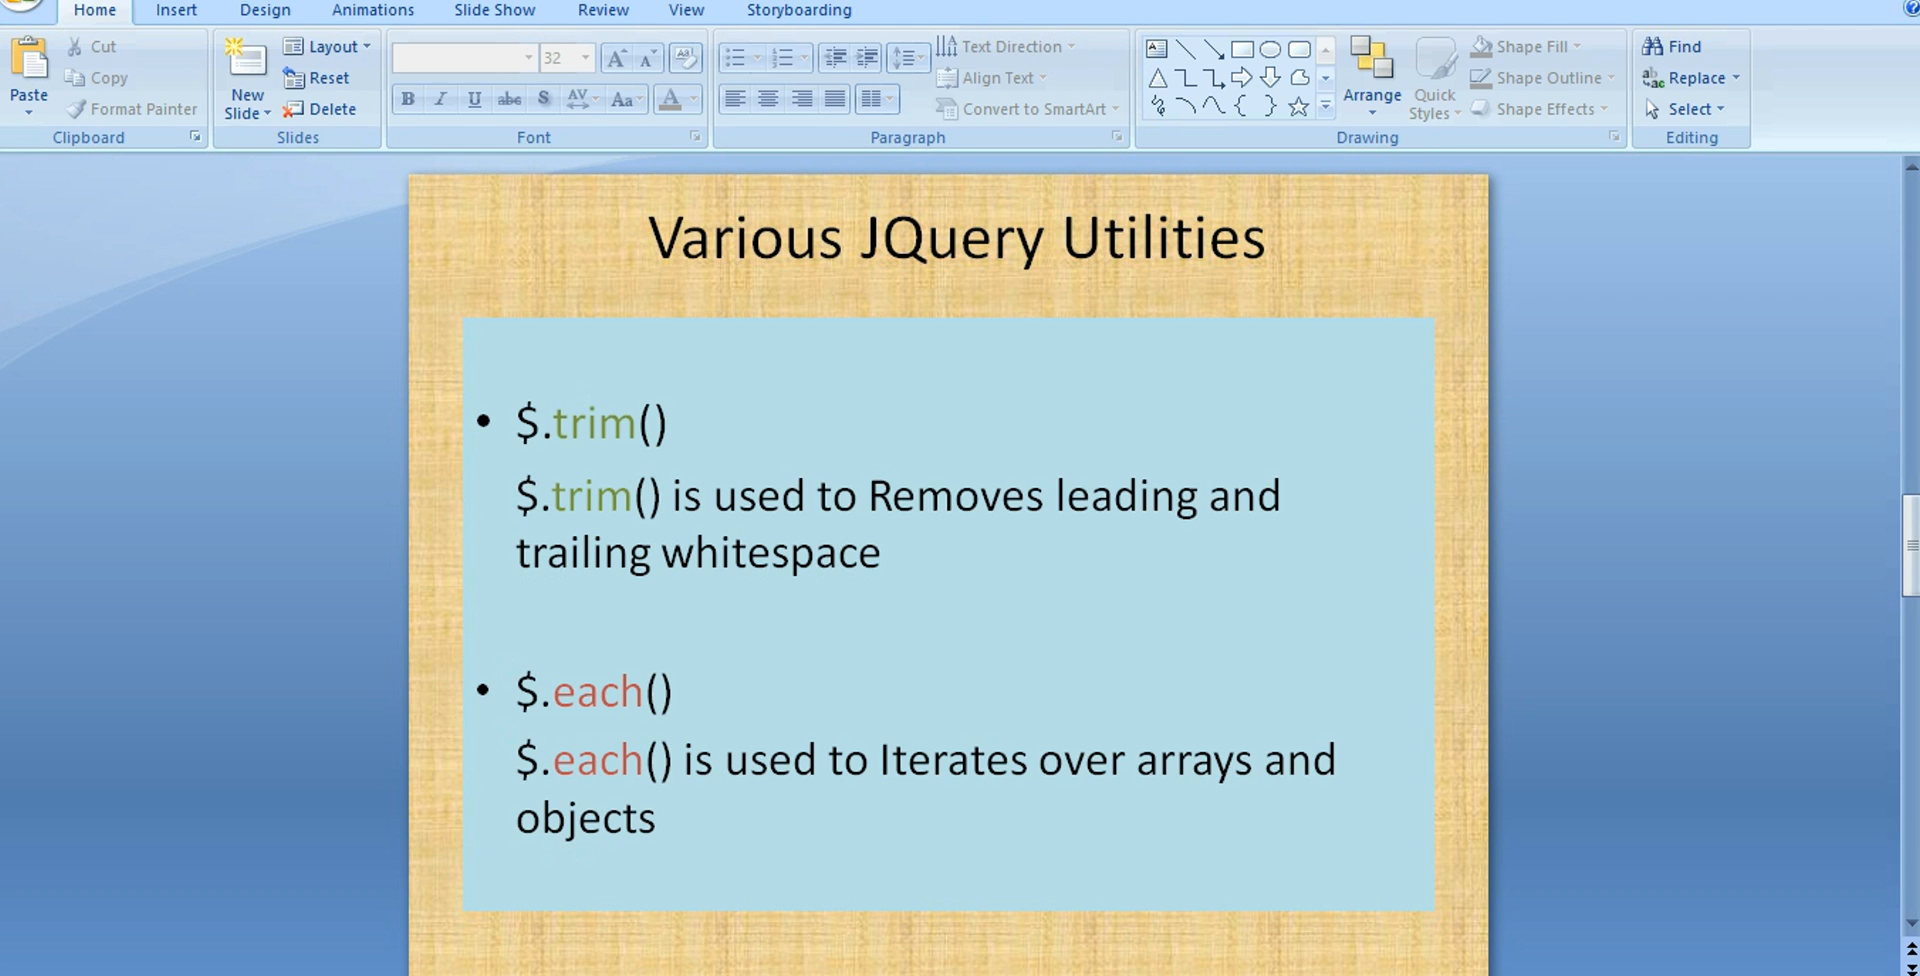 Home Insert Design Animations Slide Show Review View Storyboarding
Paste
Cut
Copy
Format Painter
Clipboard
New
Slide
Layout
Reset
Delete
Slides
32
B I U abc S AV Aa A
Font
Text Direction
Align Text
Convert to SmartArt
Paragraph
Arrange
Quick
Styles
Shape Fill
Shape Outline
Shape Effects
Drawing
Find
Replace
Select
Editing
Various JQuery Utilities
• $.trim()
$.trim() is used to Removes leading and
trailing whitespace
• $.each()
$.each() is used to Iterates over arrays and
objects